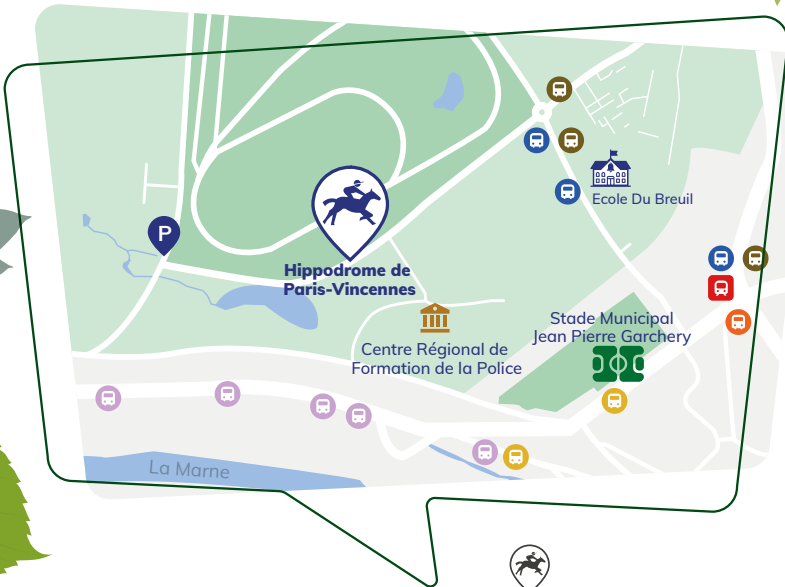 Ecole Du Breuil
P
Hippodrome de
Paris-Vincennes
Stade Municipal
Jean Pierre Garchery
Centre Régional de
Formation de la Police
La Marne